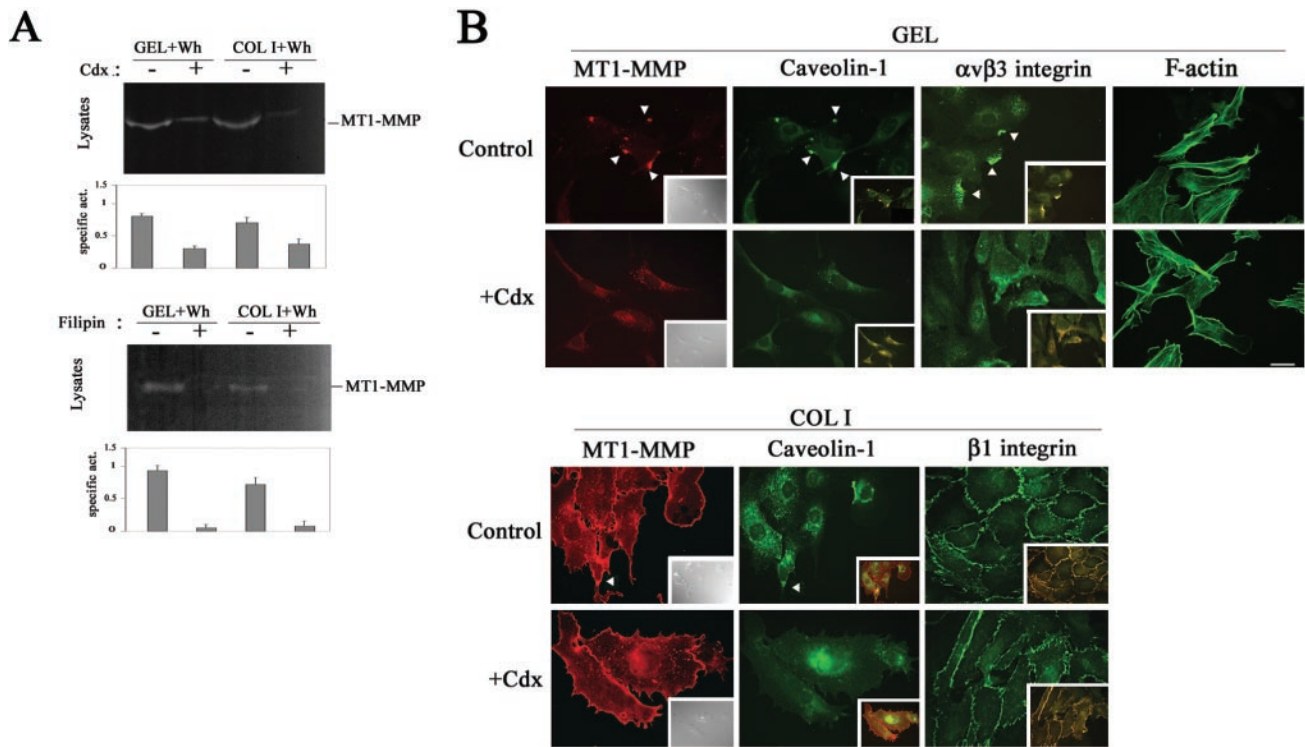 A
GEL+Wh COL I+Wh
Cdx : - + - +
Lysates
MT1-MMP
specific act.
1.5
1
0.5
0
GEL+Wh COL I+Wh
Filipin : - + - +
Lysates
MT1-MMP
specific act.
1.5
1
0.5
0
B
GEL
MT1-MMP Caveolin-1 αvβ3 integrin F-actin
Control
+Cdx
COL I
MT1-MMP Caveolin-1 β1 integrin
Control
+Cdx